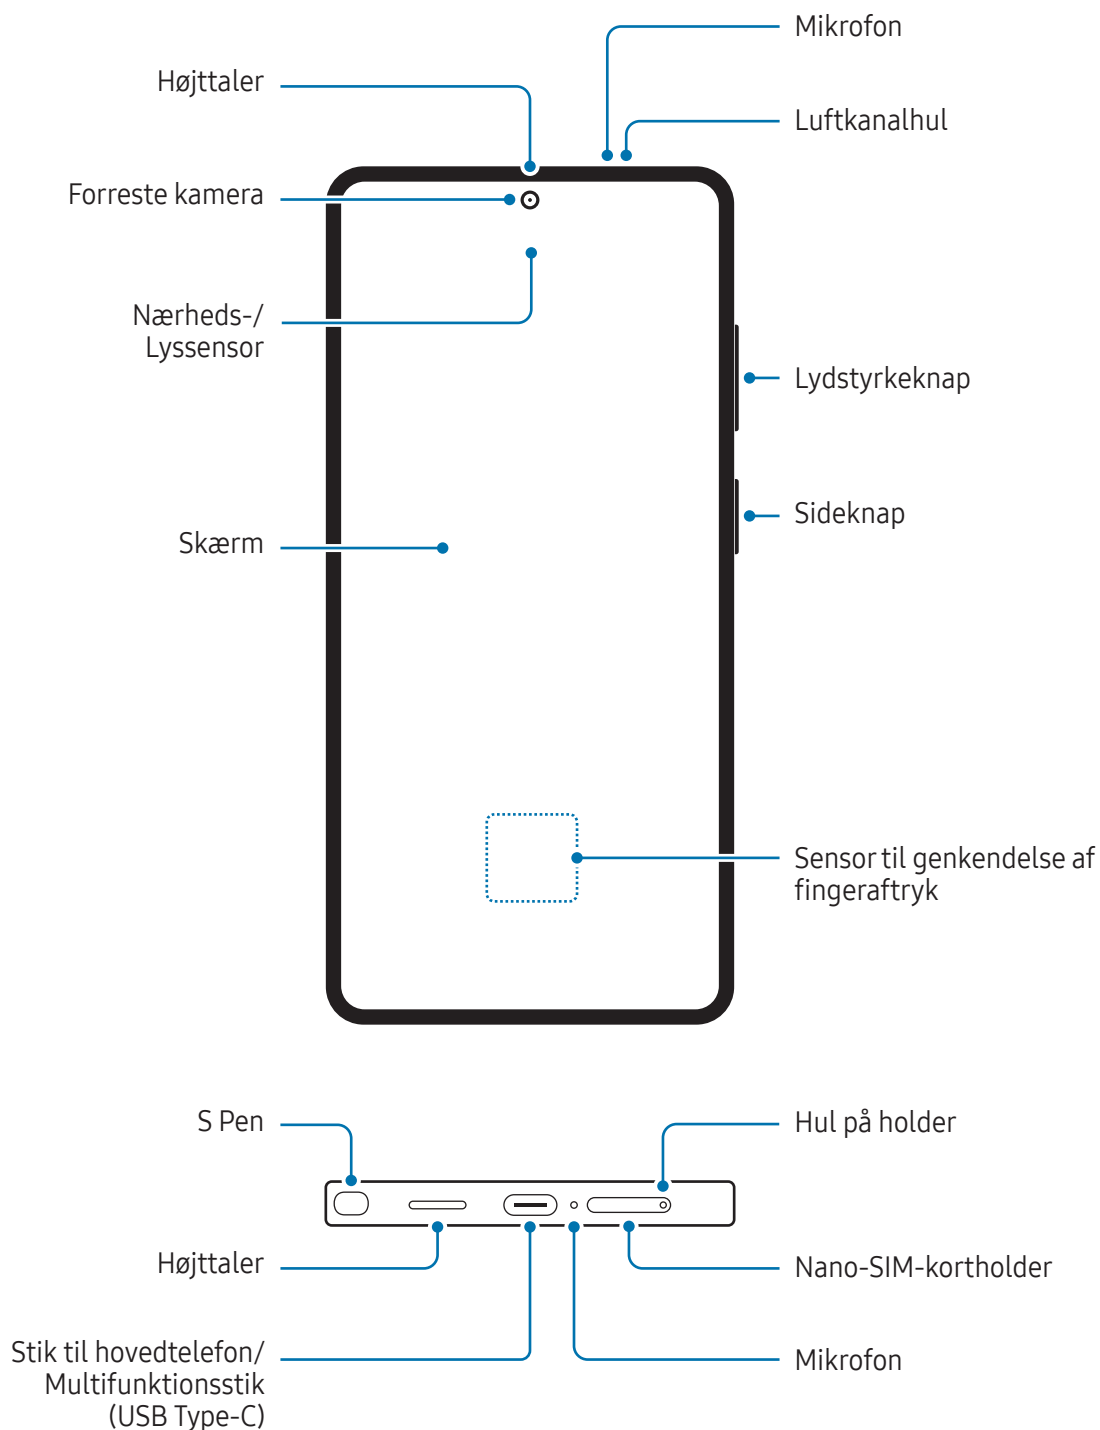 Mikrofon
Højttaler
Luftkanalhul
Forreste kamera
Nærheds-/
Lyssensor
Lydstyrkeknap
Sideknap
Skærm
Sensor til genkendelse af
fingeraftryk
S Pen
Hul på holder
Højttaler
Nano-SIM-kortholder
Stik til hovedtelefon/
Multifunktionsstik
(USB Type-C)
Mikrofon